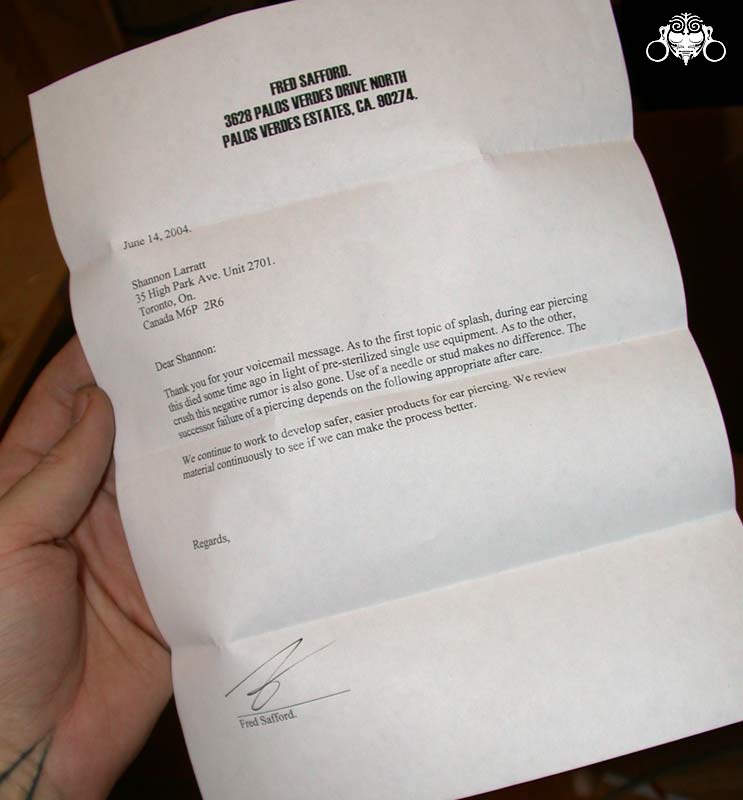 FRED SAFFORD.
3628 PALOS VERDES DRIVE NORTH
PALOS VERDES ESTATES, CA. 90274.
June 14, 2004.
Shannon Larratt
35 High Park Ave. Unit 2701.
Toronto, On.
Canada M6P 2R6
Dear Shannon:
Thank you for your voicemail message. As to the first topic of splash, during ear piercing
this died some time ago in light of pre-sterilized single use equipment. As to the other,
crush this negative rumor is also gone. Use of a needle or stud makes no difference. The
successor failure of a piercing depends on the following appropriate after care.
We continue to work to develop safer, easier products for ear piercing. We review
material continuously to see if we can make the process better.
Regards,
Fred Safford.